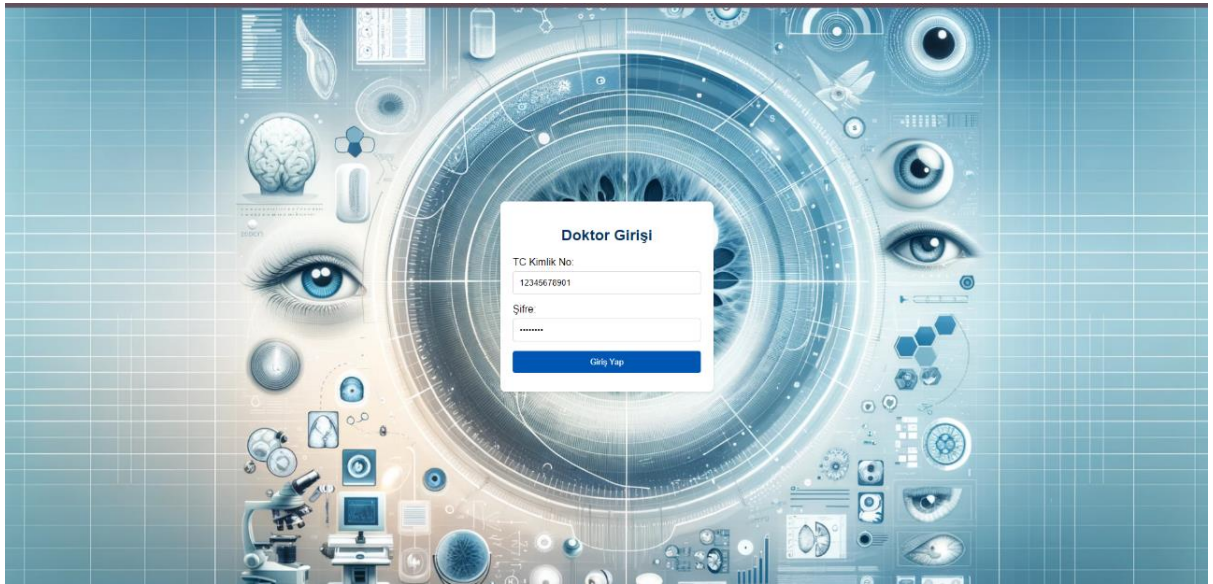 Doktor Girişi
TC Kimlik No:
12345678901
Şifre:
••••••••
Giriş Yap